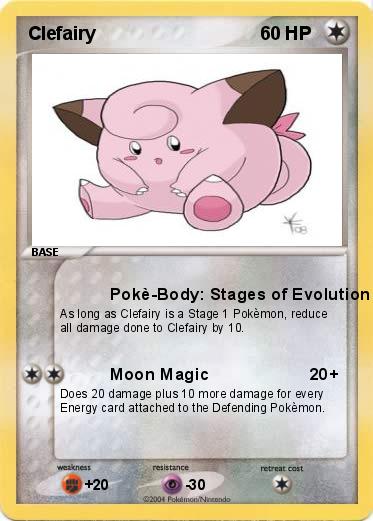 Clefairy 60 HP
BASE
Pokè-Body: Stages of Evolution
As long as Clefairy is a Stage 1 Pokèmon, reduce
all damage done to Clefairy by 10.
Moon Magic 20+
Does 20 damage plus 10 more damage for every
Energy card attached to the Defending Pokèmon.
weakness resistance retreat cost
+20 -30
©2004 Pokémon/Nintendo